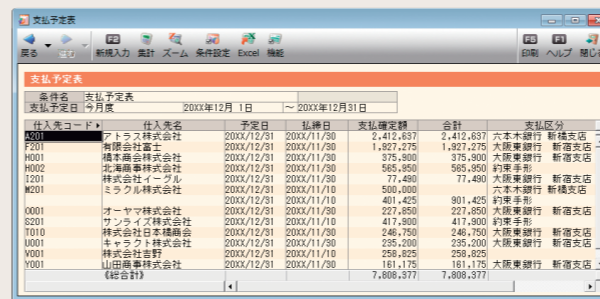 支払予定表
戻る 進む F2 新規入力 集計 ズーム 条件設定 Excel 機能 F5 印刷 F1 ヘルプ 閉じ
支払予定表
条件名 支払予定表
支払予定日 今月度 20XX年12月 1日 ～ 20XX年12月31日
仕入先コード 仕入先名 予定日 払締日 支払確定額 合計 支払区分
A201 アトラス株式会社 20XX/12/31 20XX/11/30 2,412,637 2,412,637 六本木銀行 新橋支店
F201 有限会社富士 20XX/12/31 20XX/11/30 1,927,275 1,927,275 大阪東銀行 新宿支店
H001 橋本商会株式会社 20XX/12/31 20XX/11/30 375,900 375,900 大阪東銀行 新宿支店
H002 北海商事株式会社 20XX/12/31 20XX/11/30 565,950 565,950 約束手形
I201 株式会社イーグル 20XX/12/31 20XX/11/30 77,490 77,490 大阪東銀行 新宿支店
M201 ミラクル株式会社 20XX/12/31 20XX/11/10 500,000 六本木銀行 新橋支店
20XX/12/31 20XX/11/10 401,425 901,425 約束手形
O001 オーヤマ株式会社 20XX/12/31 20XX/11/30 227,850 227,850 大阪東銀行 新宿支店
S201 サンライズ株式会社 20XX/12/31 20XX/11/10 417,900 417,900 約束手形
T010 株式会社日本橋商会 20XX/12/31 20XX/11/30 246,750 246,750 大阪東銀行 新宿支店
U001 キャラクト株式会社 20XX/12/31 20XX/11/30 235,200 235,200 大阪東銀行 新宿支店
V001 株式会社吉野 20XX/12/31 20XX/11/10 258,825 258,825
Y001 山田商事株式会社 20XX/12/31 20XX/11/30 161,175 161,175 大阪東銀行 新宿支店
《総合計》 7,808,377 7,808,377